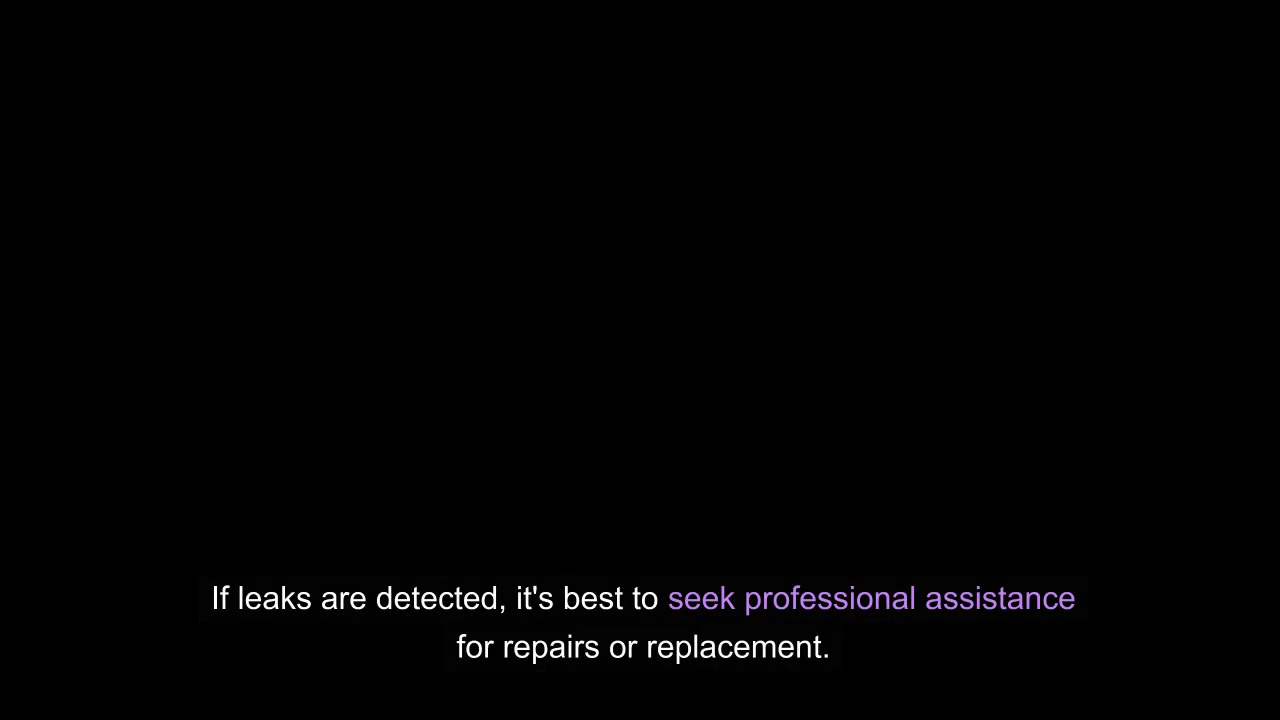 If leaks are detected, it's best to seek professional assistance
for repairs or replacement.